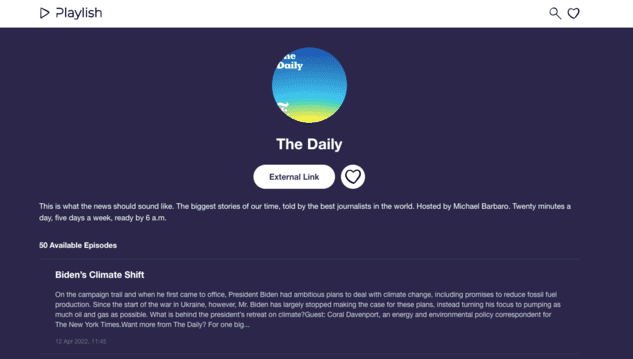 Playlish
The
Daily
The Daily
External Link
This is what the news should sound like. The biggest stories of our time, told by the best journalists in the world. Hosted by Michael Barbaro. Twenty minutes a
day, five days a week, ready by 6 a.m.
50 Available Episodes
Biden's Climate Shift
On the campaign trail and when he first came to office, President Biden had ambitious plans to deal with climate change, including promises to reduce fossil fuel
production. Since the start of the war in Ukraine, however, Mr. Biden has largely stopped making the case for these plans, instead turning his focus to pumping as
much oil and gas as possible. What is behind the president's retreat on climate?Guest: Coral Davenport, an energy and environmental policy correspondent for
The New York Times.Want more from The Daily? For one big...
12 Apr 2022, 11:45